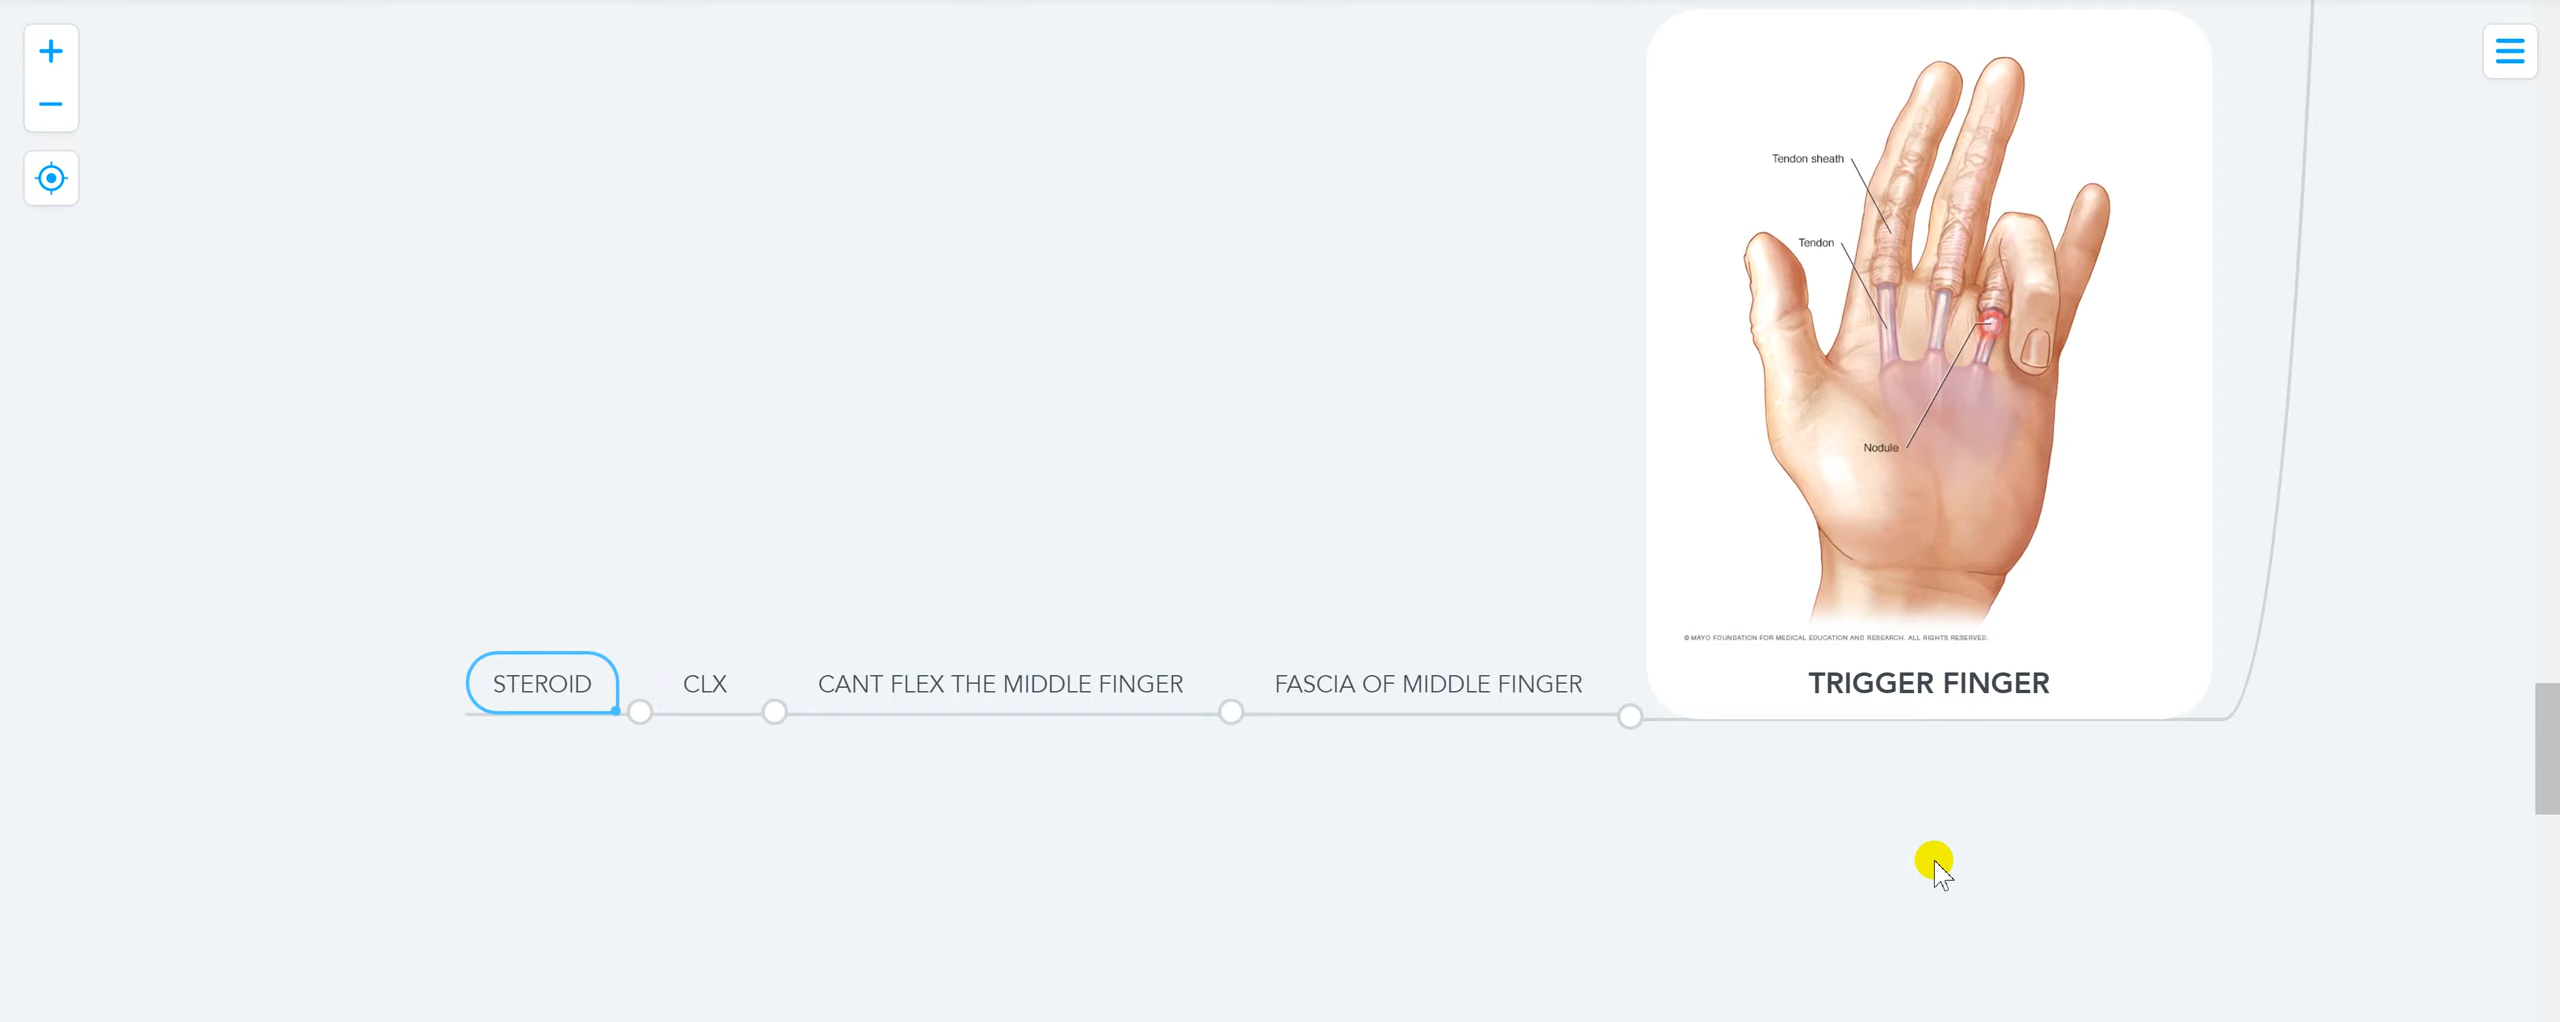 Tendon sheath
Tendon
Nodule
© MAYO FOUNDATION FOR MEDICAL EDUCATION AND RESEARCH. ALL RIGHTS RESERVED.
STEROID CLX CANT FLEX THE MIDDLE FINGER FASCIA OF MIDDLE FINGER TRIGGER FINGER